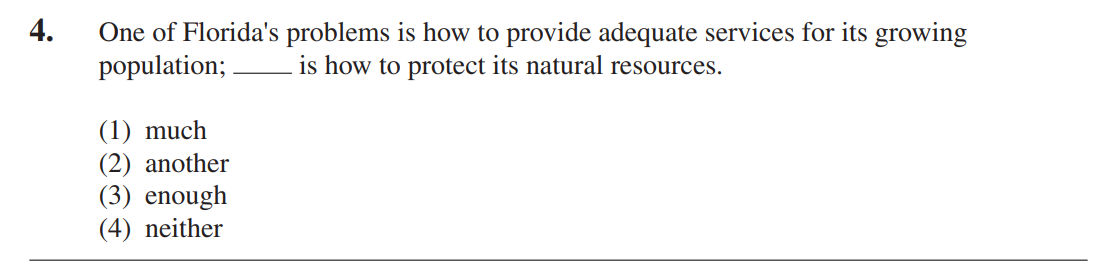 4. One of Florida's problems is how to provide adequate services for its growing
population; ____ is how to protect its natural resources.
(1) much
(2) another
(3) enough
(4) neither